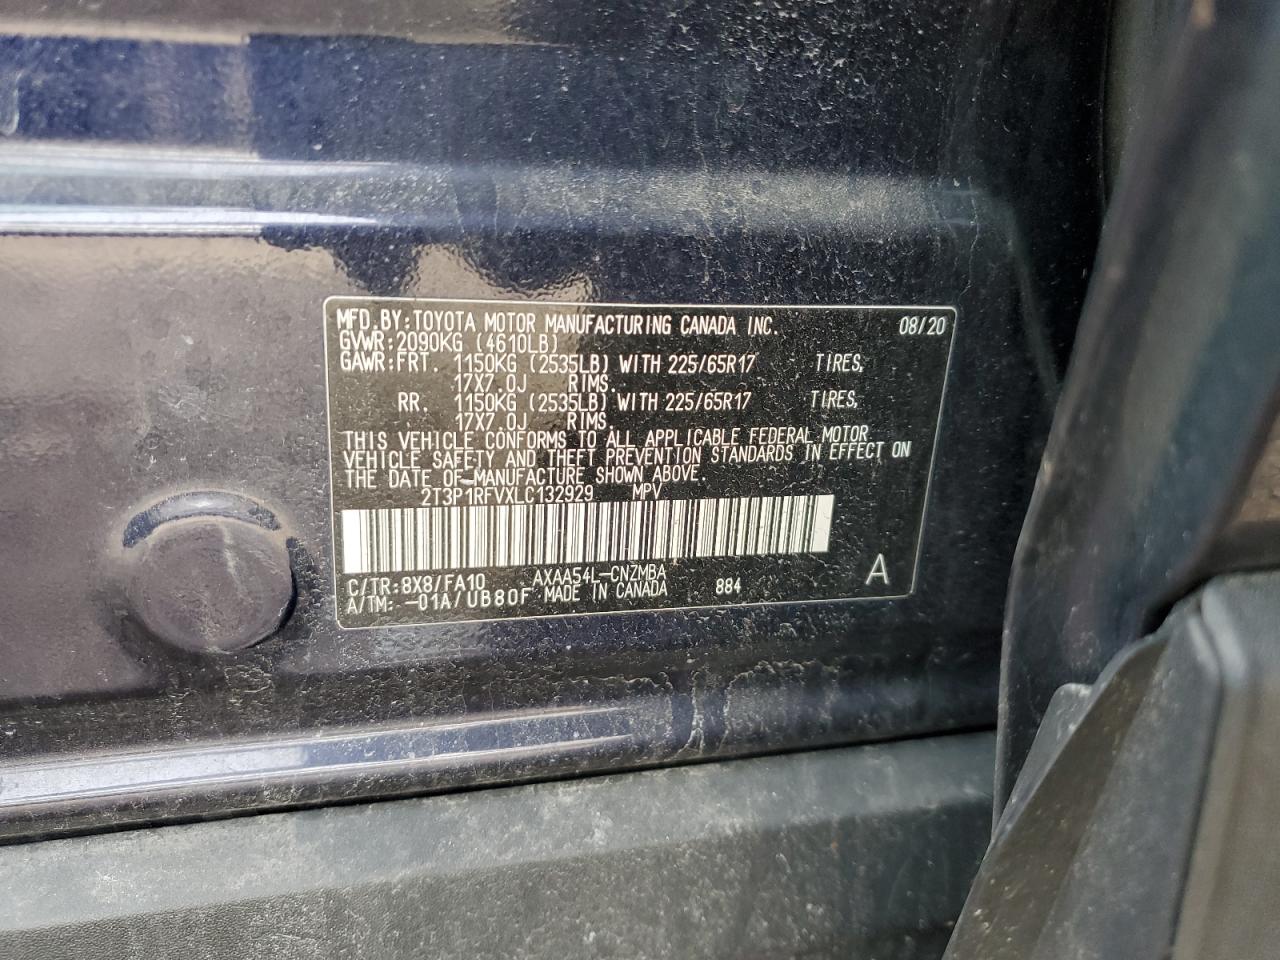 MFD.BY:TOYOTA MOTOR MANUFACTURING CANADA INC. 08/20
GVWR:2090KG (4610LB)
GAWR:FRT. 1150KG (2535LB) WITH 225/65R17 TIRES,
17X7.0J RIMS.
RR. 1150KG (2535LB) WITH 225/65R17 TIRES,
17X7.0J RIMS.
THIS VEHICLE CONFORMS TO ALL APPLICABLE FEDERAL MOTOR
VEHICLE SAFETY AND THEFT PREVENTION STANDARDS IN EFFECT ON
THE DATE OF MANUFACTURE SHOWN ABOVE.
2T3P1RFVXLC132929 MPV
C/TR:8X8/FA10 AXAA54L-CNZMBA A
A/TM: -01A/UB80F MADE IN CANADA 884